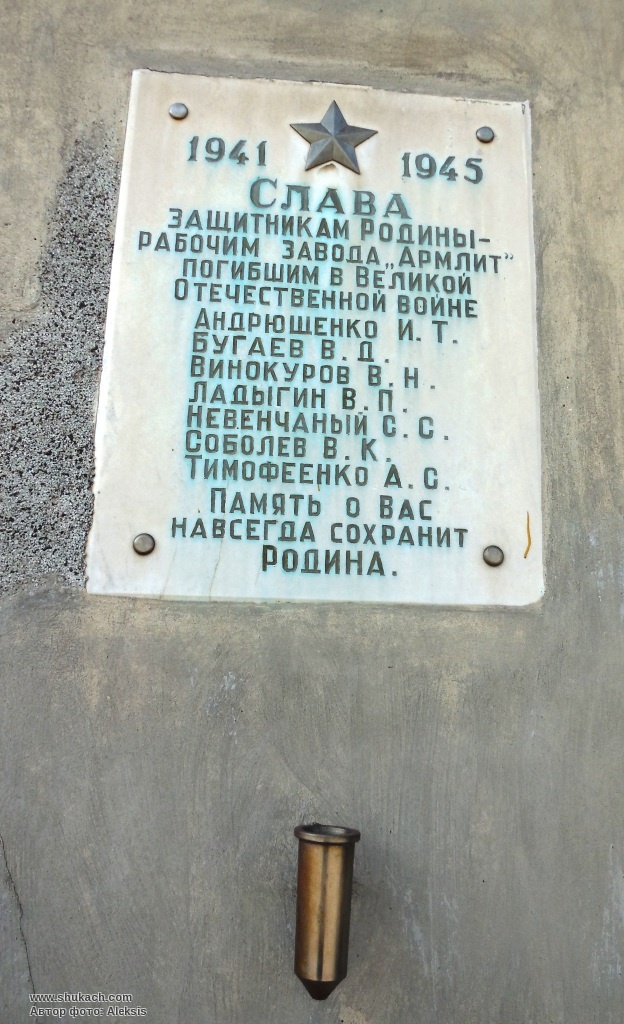 1941 1945
СЛАВА
ЗАЩИТНИКАМ РОДИНЫ-
РАБОЧИМ ЗАВОДА „АРМЛИТ"
ПОГИБШИМ В ВЕЛИКОЙ
ОТЕЧЕСТВЕННОЙ ВОЙНЕ
АНДРЮЩЕНКО И. Т.
БУГАЕВ В. Д.
ВИНОКУРОВ В. Н.
ЛАДЫГИН В. П.
НЕВЕНЧАНЫЙ С. С.
СОБОЛЕВ В. К.
ТИМОФЕЕНКО А. С.
ПАМЯТЬ О ВАС
НАВСЕГДА СОХРАНИТ
РОДИНА.
www.shukach.com
Автор фото: Aleksis